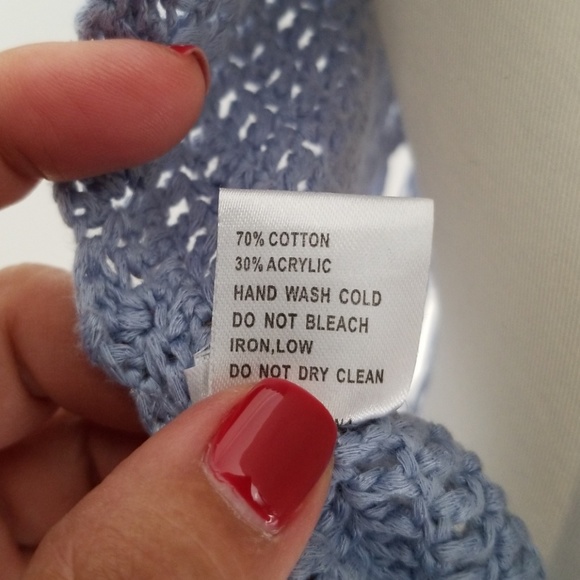 70% COTTON
30% ACRYLIC
HAND WASH COLD
DO NOT BLEACH
IRON,LOW
DO NOT DRY CLEAN